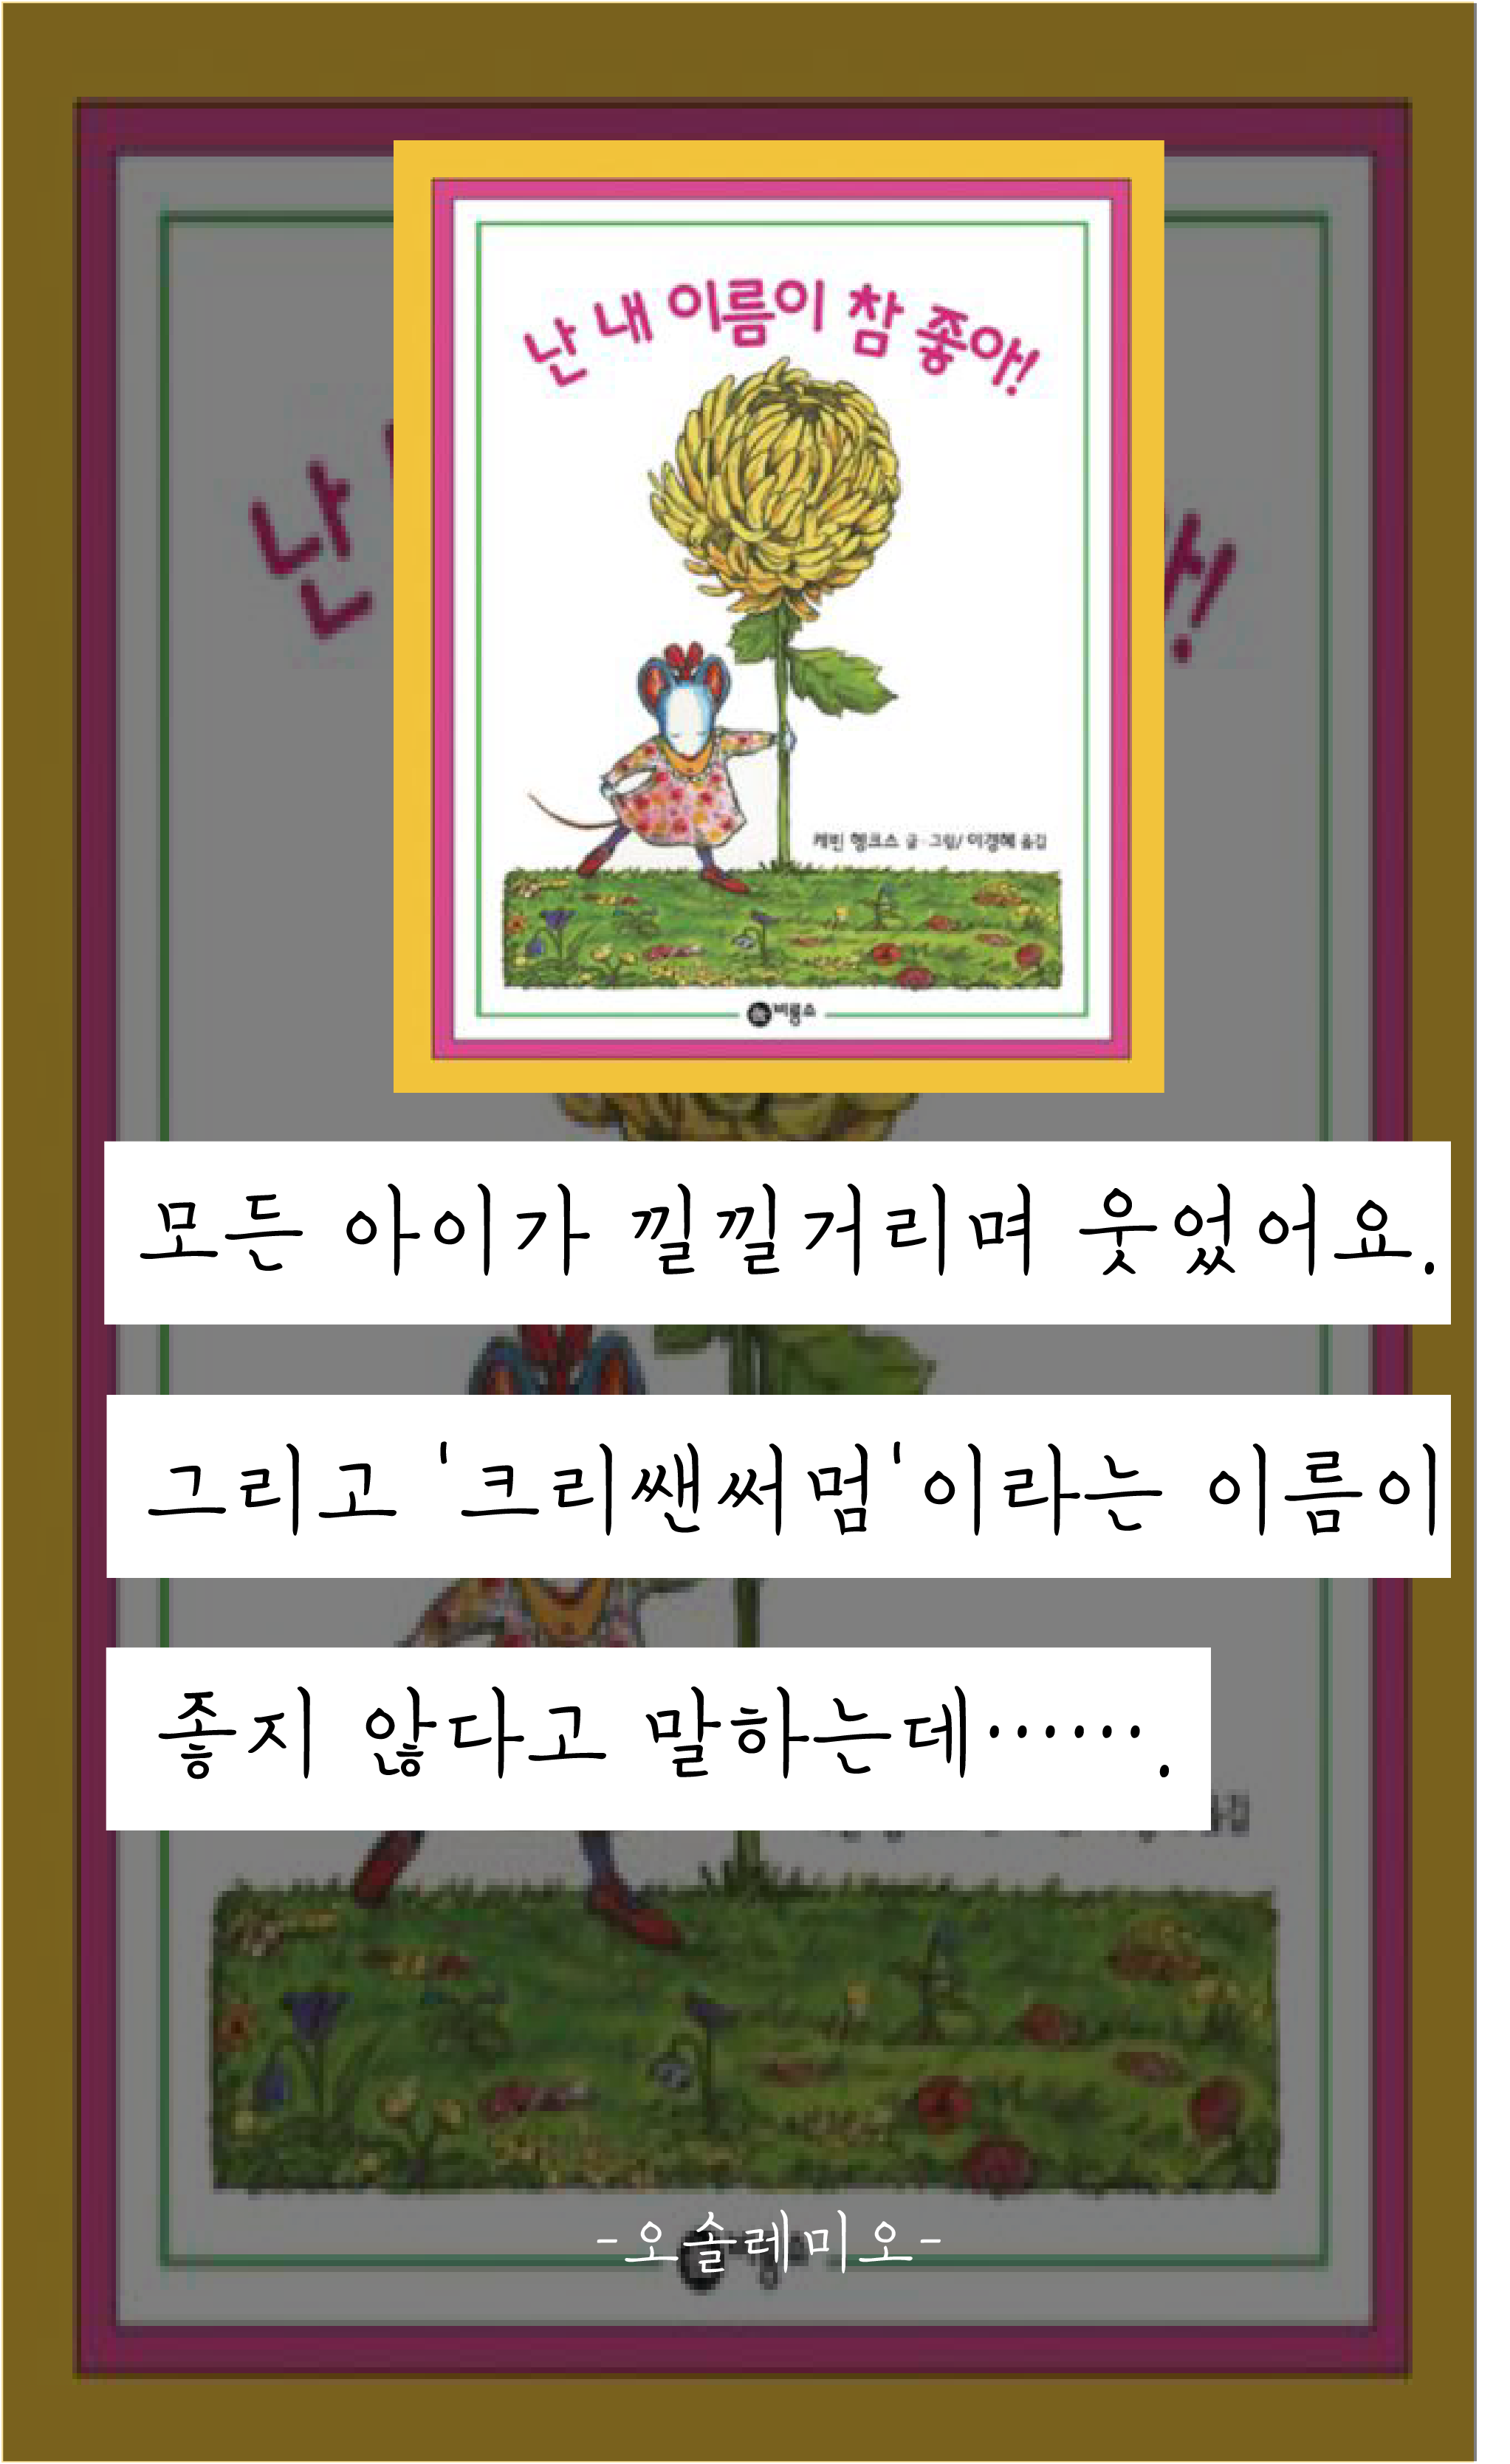 난 내 이름이 참 좋아!
케빈 헹크스 글·그림/ 이경혜 옮김
비룡소
모든 아이가 낄낄거리며 웃었어요.
그리고 '크리쌘써멈'이라는 이름이
좋지 않다고 말하는데…….
-오솔레미오-